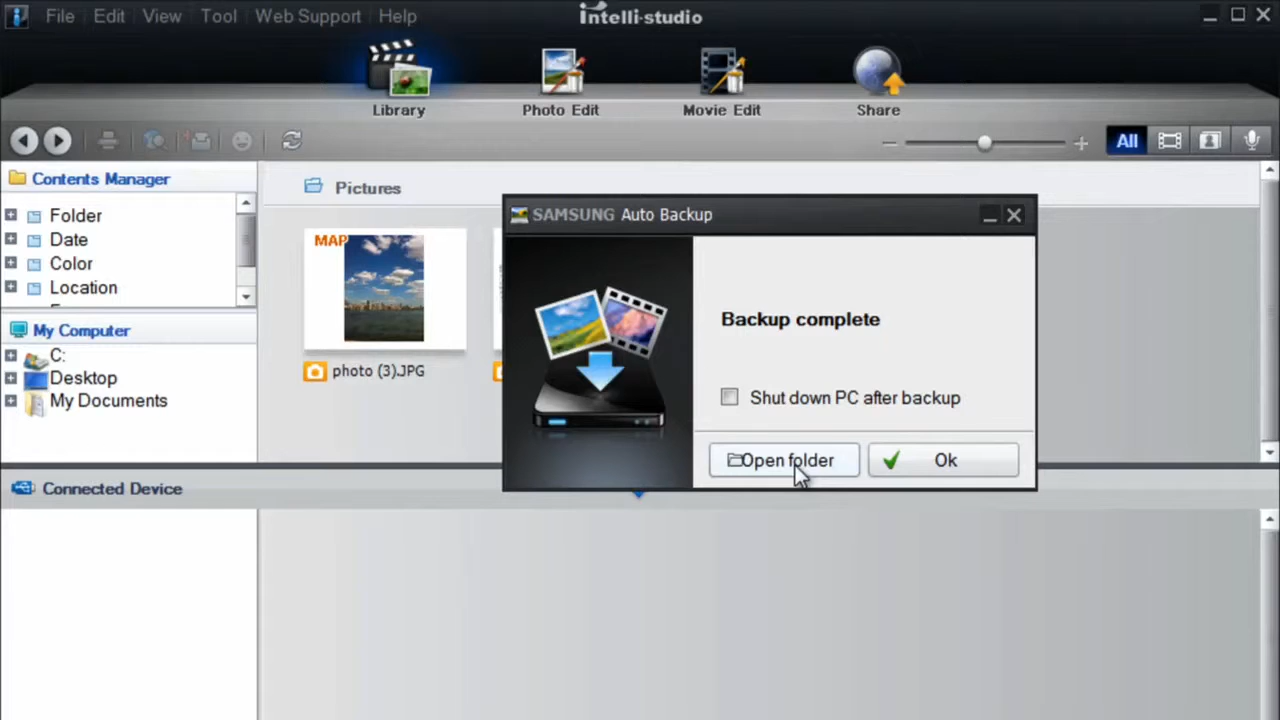 File Edit View Tool Web Support Help
intelli-studio
Library Photo Edit Movie Edit Share
All
Contents Manager
Folder
Date
Color
Location
Pictures
MAP
photo (3).JPG
My Computer
C:
Desktop
My Documents
SAMSUNG Auto Backup
Backup complete
Shut down PC after backup
Open folder Ok
Connected Device